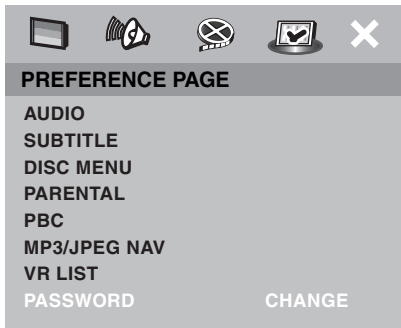 PREFERENCE PAGE
AUDIO
SUBTITLE
DISC MENU
PARENTAL
PBC
MP3/JPEG NAV
VR LIST
PASSWORD CHANGE